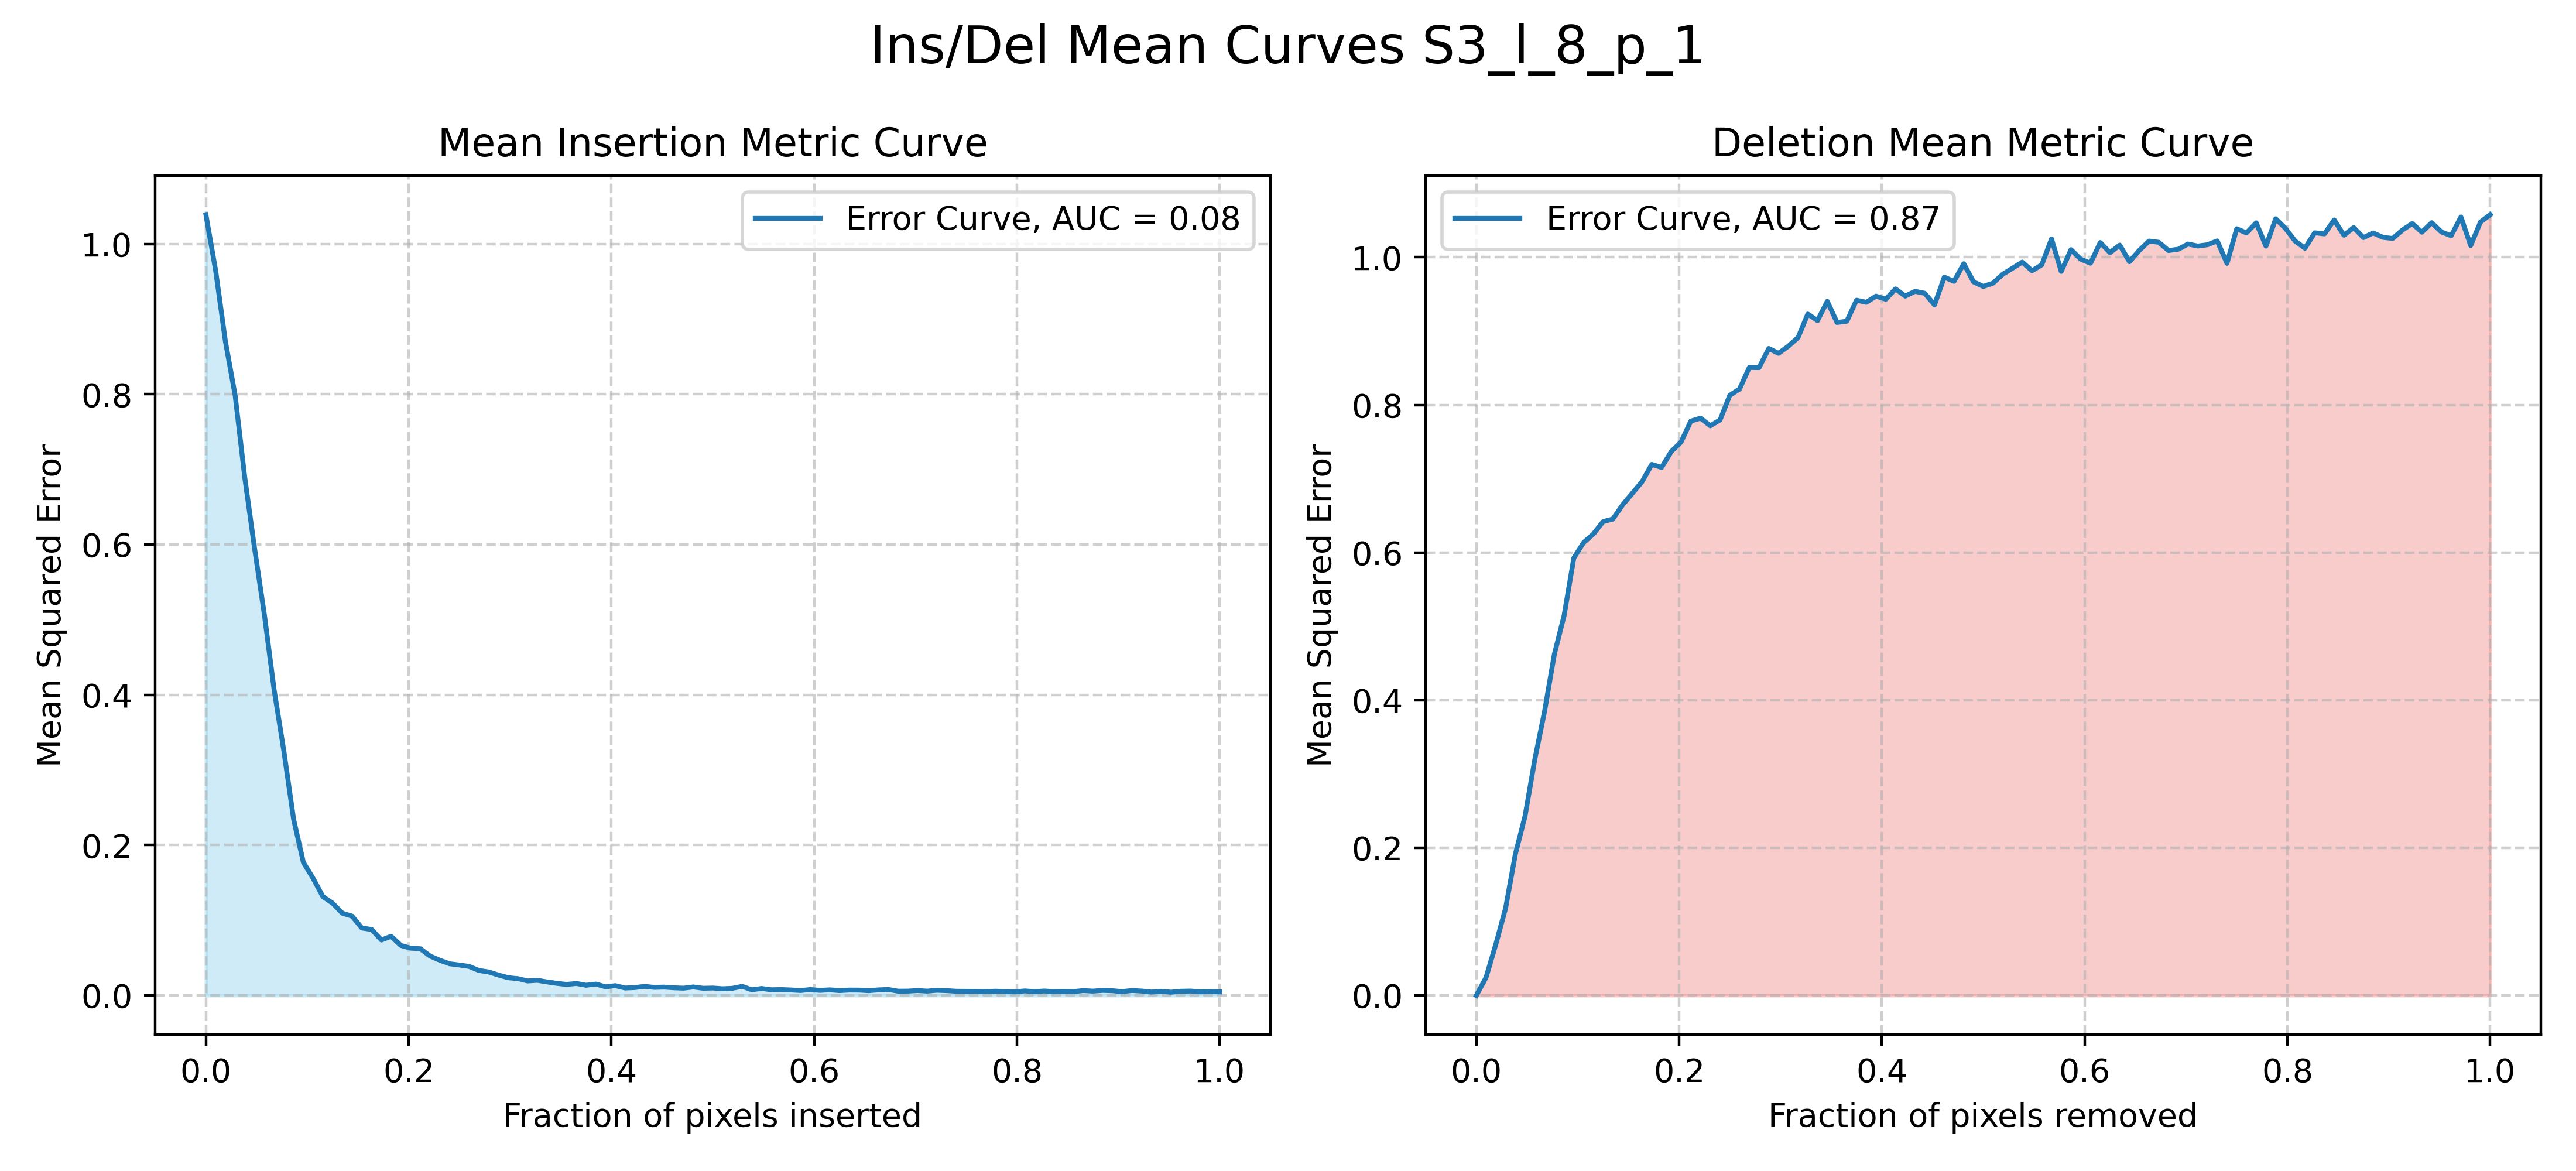 Ins/Del Mean Curves S3_l_8_p_1
Mean Insertion Metric Curve
Error Curve, AUC = 0.08
Mean Squared Error
1.0
0.8
0.6
0.4
0.2
0.0
0.0 0.2 0.4 0.6 0.8 1.0
Fraction of pixels inserted
Deletion Mean Metric Curve
Error Curve, AUC = 0.87
Mean Squared Error
1.0
0.8
0.6
0.4
0.2
0.0
0.0 0.2 0.4 0.6 0.8 1.0
Fraction of pixels removed